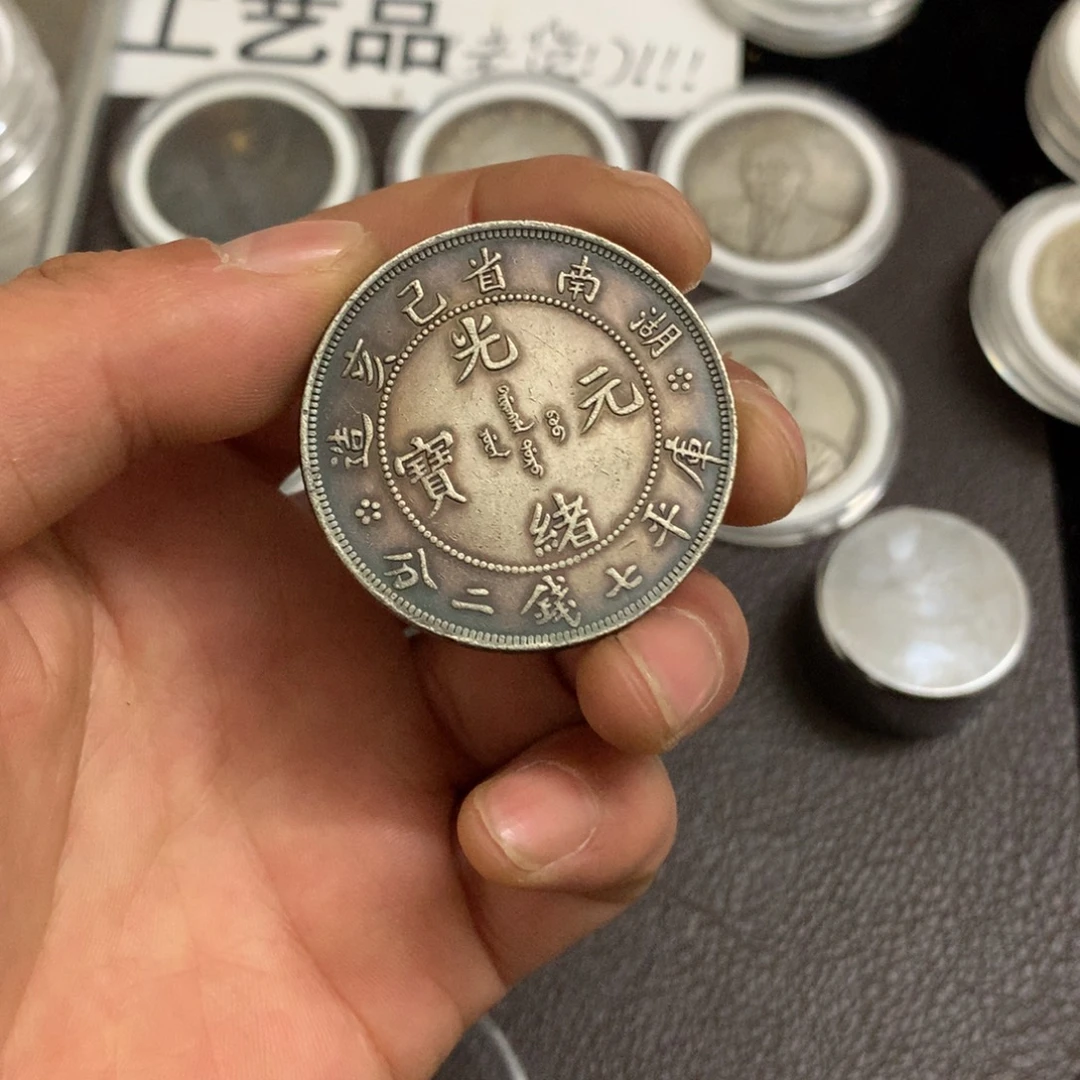 工艺品
湖南省己亥造
光緒元寶
庫平七錢二分